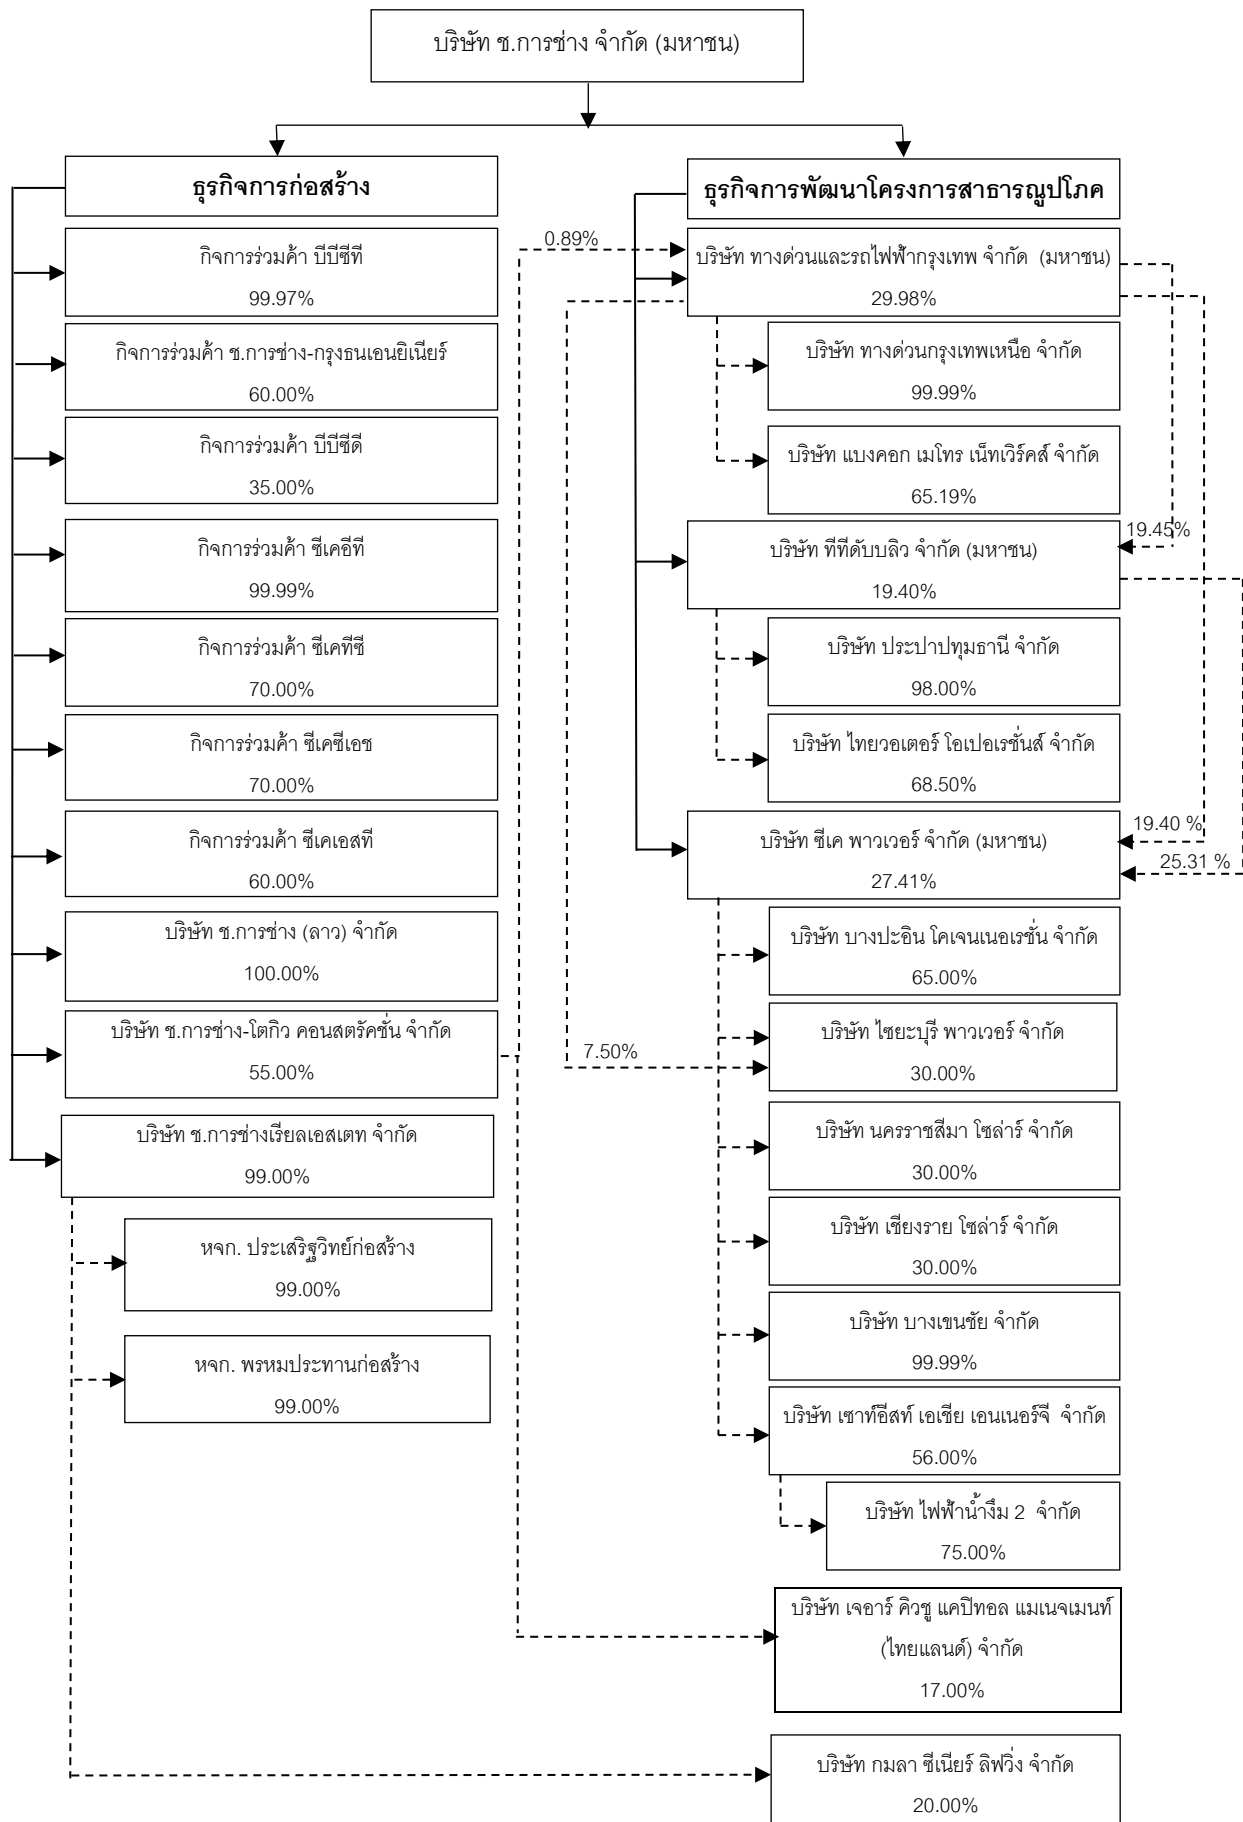 บริษัท ช.การช่าง จำกัด (มหาชน)
ธุรกิจการก่อสร้าง
กิจการร่วมค้า บีบีซีที
99.97%
กิจการร่วมค้า ช.การช่าง-กรุงธนเอนยิเนียร์
60.00%
กิจการร่วมค้า บีบีซีดี
35.00%
กิจการร่วมค้า ซีเคอีที
99.99%
กิจการร่วมค้า ซีเคทีซี
70.00%
กิจการร่วมค้า ซีเคซีเอช
70.00%
กิจการร่วมค้า ซีเคเอสที
60.00%
บริษัท ช.การช่าง (ลาว) จำกัด
100.00%
บริษัท ช.การช่าง-โตกิว คอนสตรัคชั่น จำกัด
55.00%
บริษัท ช.การช่างเรียลเอสเตท จำกัด
99.00%
หจก. ประเสริฐวิทย์ก่อสร้าง
99.00%
หจก. พรหมประทานก่อสร้าง
99.00%
ธุรกิจการพัฒนาโครงการสาธารณูปโภค
0.89%
บริษัท ทางด่วนและรถไฟฟ้ากรุงเทพ จำกัด (มหาชน)
29.98%
บริษัท ทางด่วนกรุงเทพเหนือ จำกัด
99.99%
บริษัท แบงคอก เมโทร เน็ทเวิร์คส์ จำกัด
65.19%
19.45%
บริษัท ทีทีดับบลิว จำกัด (มหาชน)
19.40%
บริษัท ประปาปทุมธานี จำกัด
98.00%
บริษัท ไทยวอเตอร์ โอเปอเรชั่นส์ จำกัด
68.50%
19.40 %
บริษัท ซีเค พาวเวอร์ จำกัด (มหาชน)
25.31 %
27.41%
บริษัท บางปะอิน โคเจนเนอเรชั่น จำกัด
65.00%
7.50%
บริษัท ไซยะบุรี พาวเวอร์ จำกัด
30.00%
บริษัท นครราชสีมา โซล่าร์ จำกัด
30.00%
บริษัท เชียงราย โซล่าร์ จำกัด
30.00%
บริษัท บางเขนชัย จำกัด
99.99%
บริษัท เซาท์อีสท์ เอเชีย เอนเนอร์จี จำกัด
56.00%
บริษัท ไฟฟ้าน้ำงึม 2 จำกัด
75.00%
บริษัท เจอาร์ คิวชู แคปิทอล แมเนจเมนท์
(ไทยแลนด์) จำกัด
17.00%
บริษัท กมลา ซีเนียร์ ลิฟวิ่ง จำกัด
20.00%